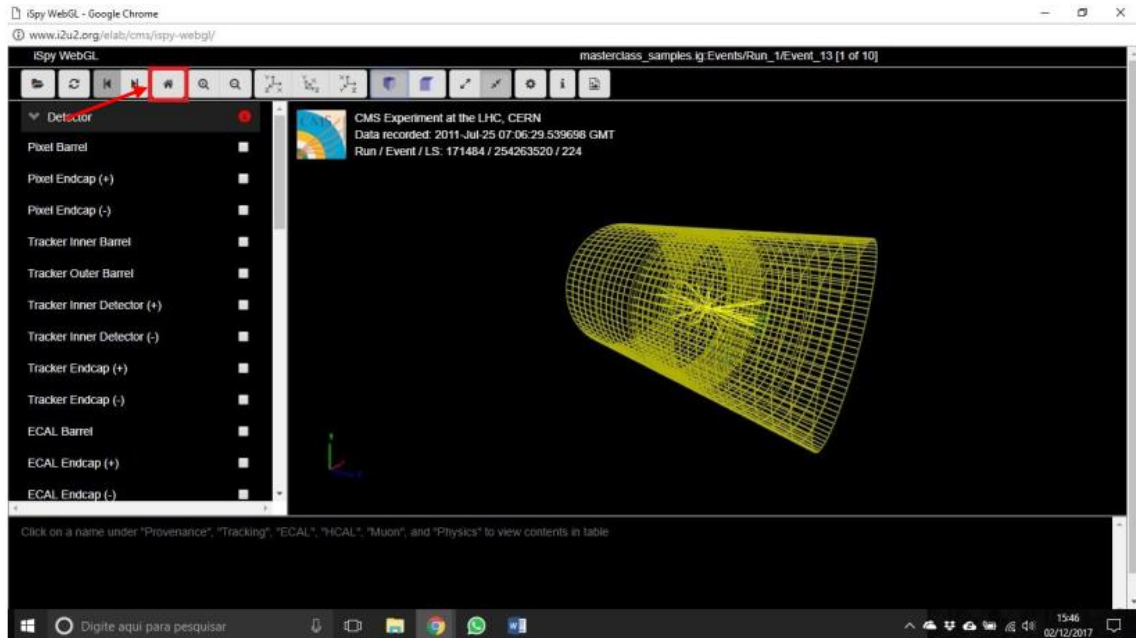 iSpy WebGL - Google Chrome
www.i2u2.org/elab/cms/ispy-webgl/
iSpy WebGL
masterclass_samples.ig:Events/Run_1/Event_13 [1 of 10]
Detector
CMS Experiment at the LHC, CERN
Data recorded: 2011-Jul-25 07:06:29.539698 GMT
Run / Event / LS: 171484 / 254263520 / 224
Pixel Barrel
Pixel Endcap (+)
Pixel Endcap (-)
Tracker Inner Barrel
Tracker Outer Barrel
Tracker Inner Detector (+)
Tracker Inner Detector (-)
Tracker Endcap (+)
Tracker Endcap (-)
ECAL Barrel
ECAL Endcap (+)
ECAL Endcap (-)
Click on a name under "Provenance", "Tracking", "ECAL", "HCAL", "Muon", and "Physics" to view contents in table
Digite aqui para pesquisar
15:46
02/12/2017